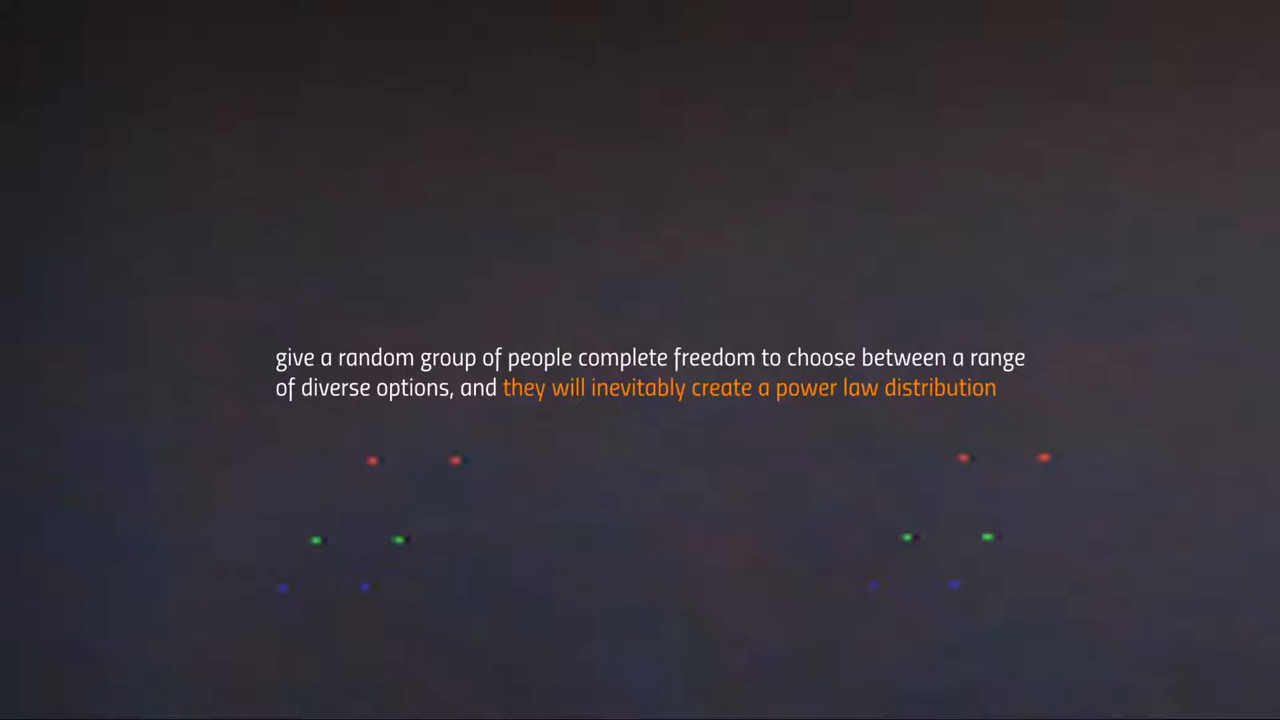 give a random group of people complete freedom to choose between a range
of diverse options, and they will inevitably create a power law distribution